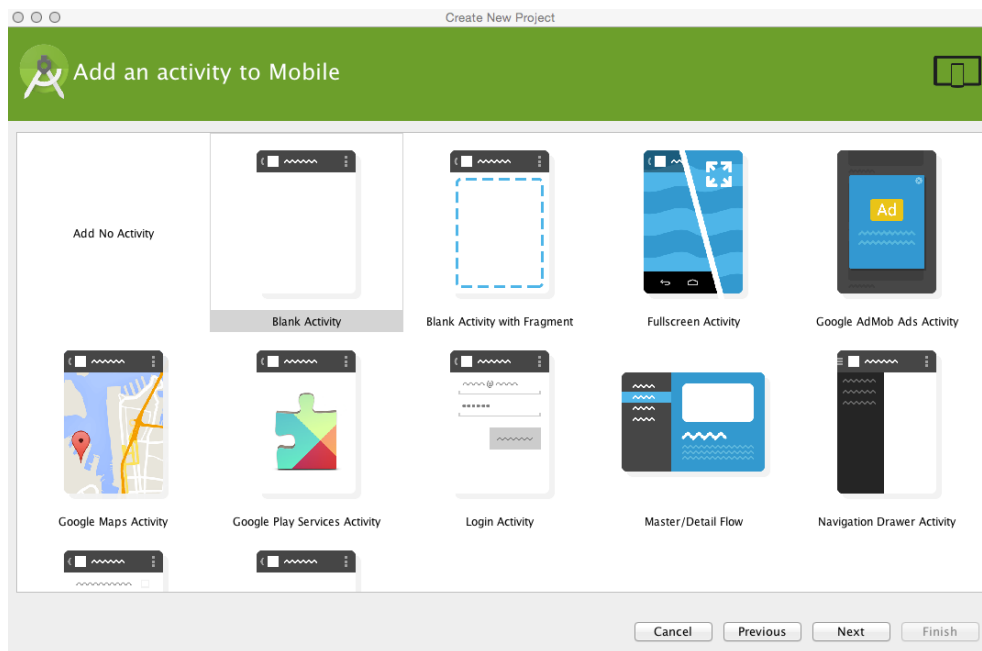 Create New Project
Add an activity to Mobile
Add No Activity
Blank Activity
Blank Activity with Fragment
Fullscreen Activity
Ad
Google AdMob Ads Activity
Google Maps Activity
Google Play Services Activity
@
Login Activity
Master/Detail Flow
Navigation Drawer Activity
Cancel
Previous
Next
Finish